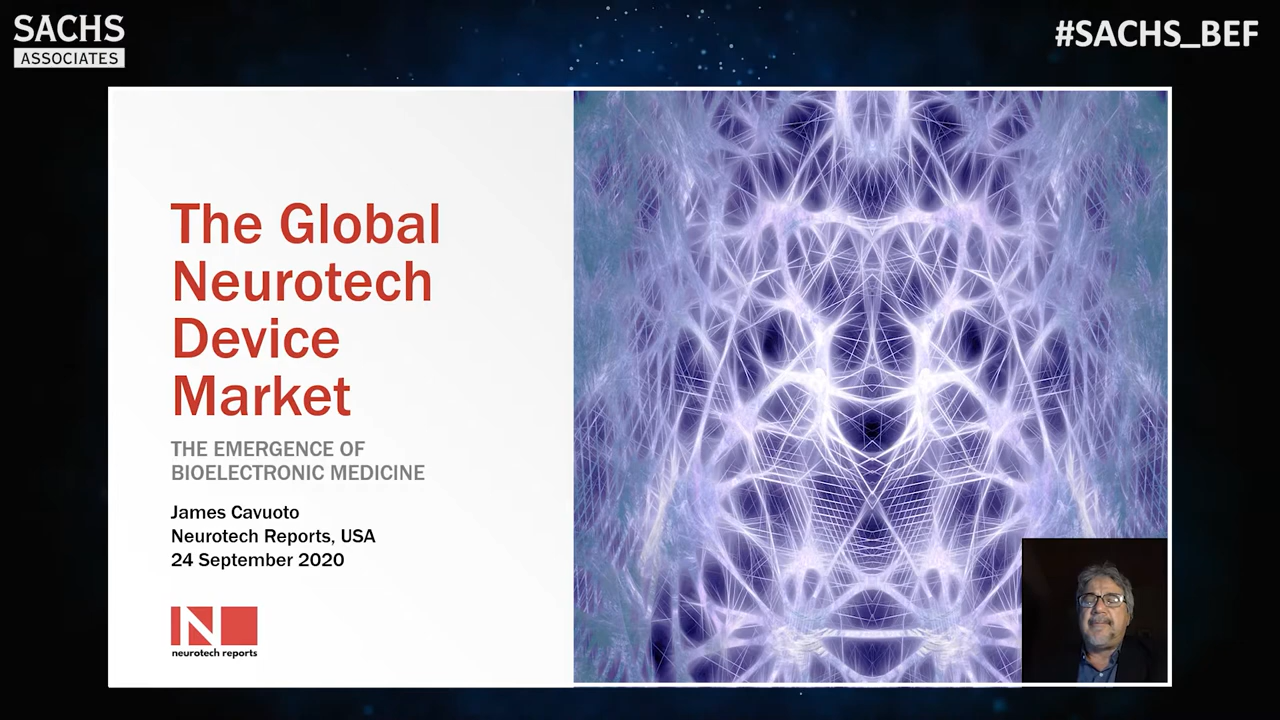 SACHS
ASSOCIATES
#SACHS_BEF
The Global
Neurotech
Device
Market
THE EMERGENCE OF
BIOELECTRONIC MEDICINE
James Cavuoto
Neurotech Reports, USA
24 September 2020
N
neurotech reports